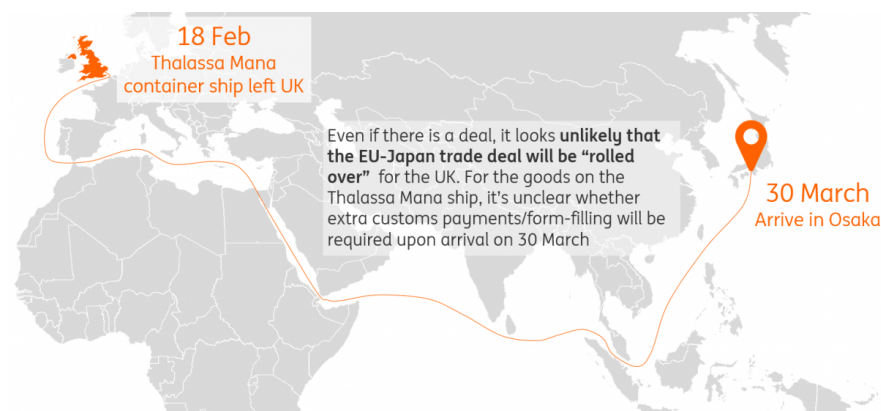 18 Feb
Thalassa Mana
container ship left UK
Even if there is a deal, it looks unlikely that
the EU-Japan trade deal will be “rolled
over” for the UK. For the goods on the
Thalassa Mana ship, it’s unclear whether
extra customs payments/form-filling will be
required upon arrival on 30 March
30 March
Arrive in Osaka